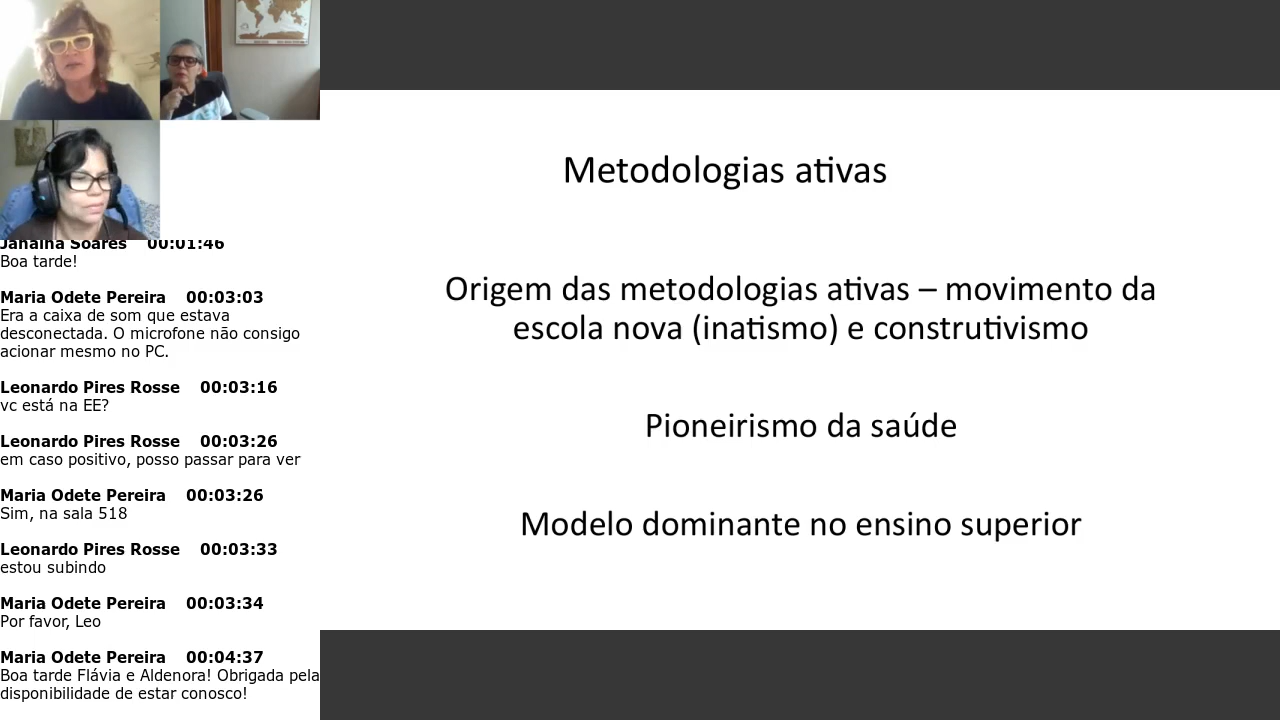 Janaina Soares 00:01:46
Boa tarde!
Maria Odete Pereira 00:03:03
Era a caixa de som que estava
desconectada. O microfone não consigo
acionar mesmo no PC.
Leonardo Pires Rosse 00:03:16
vc está na EE?
Leonardo Pires Rosse 00:03:26
em caso positivo, posso passar para ver
Maria Odete Pereira 00:03:26
Sim, na sala 518
Leonardo Pires Rosse 00:03:33
estou subindo
Maria Odete Pereira 00:03:34
Por favor, Leo
Maria Odete Pereira 00:04:37
Boa tarde Flávia e Aldenora! Obrigada pela
disponibilidade de estar conosco!
Metodologias ativas
Origem das metodologias ativas – movimento da
escola nova (inatismo) e construtivismo
Pioneirismo da saúde
Modelo dominante no ensino superior